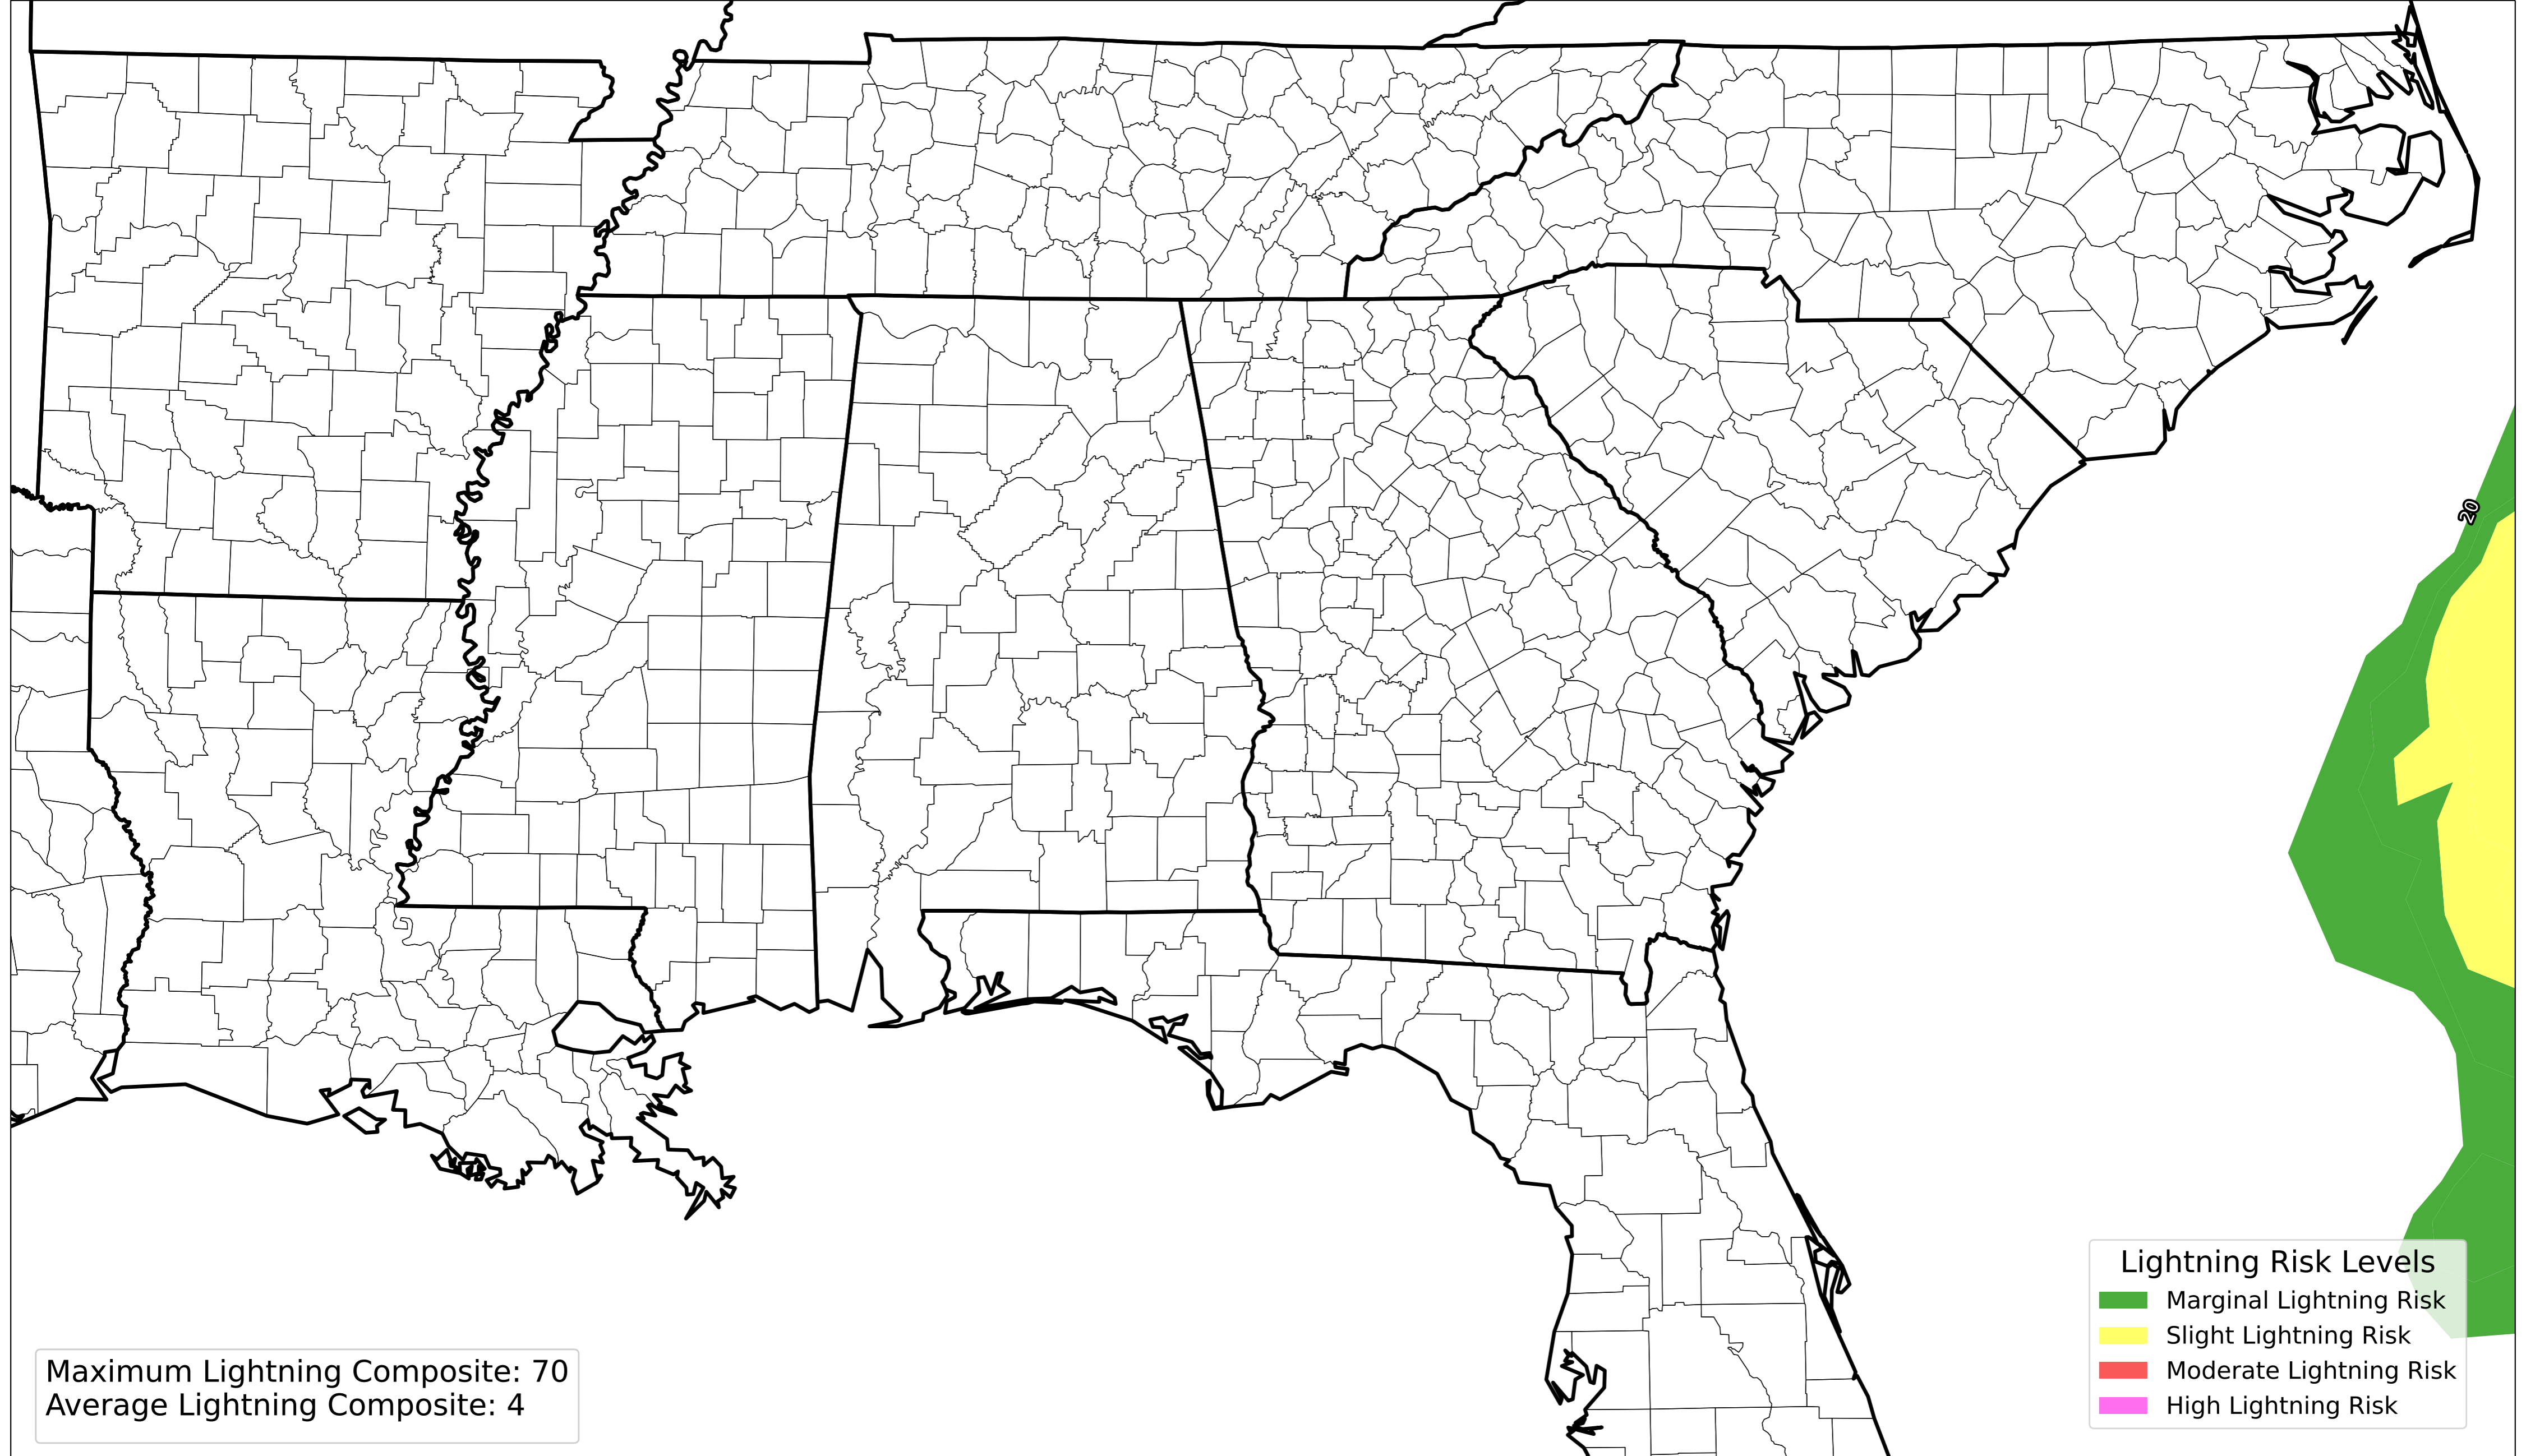 20
Lightning Risk Levels
Marginal Lightning Risk
Slight Lightning Risk
Moderate Lightning Risk
High Lightning Risk
Maximum Lightning Composite: 70
Average Lightning Composite: 4